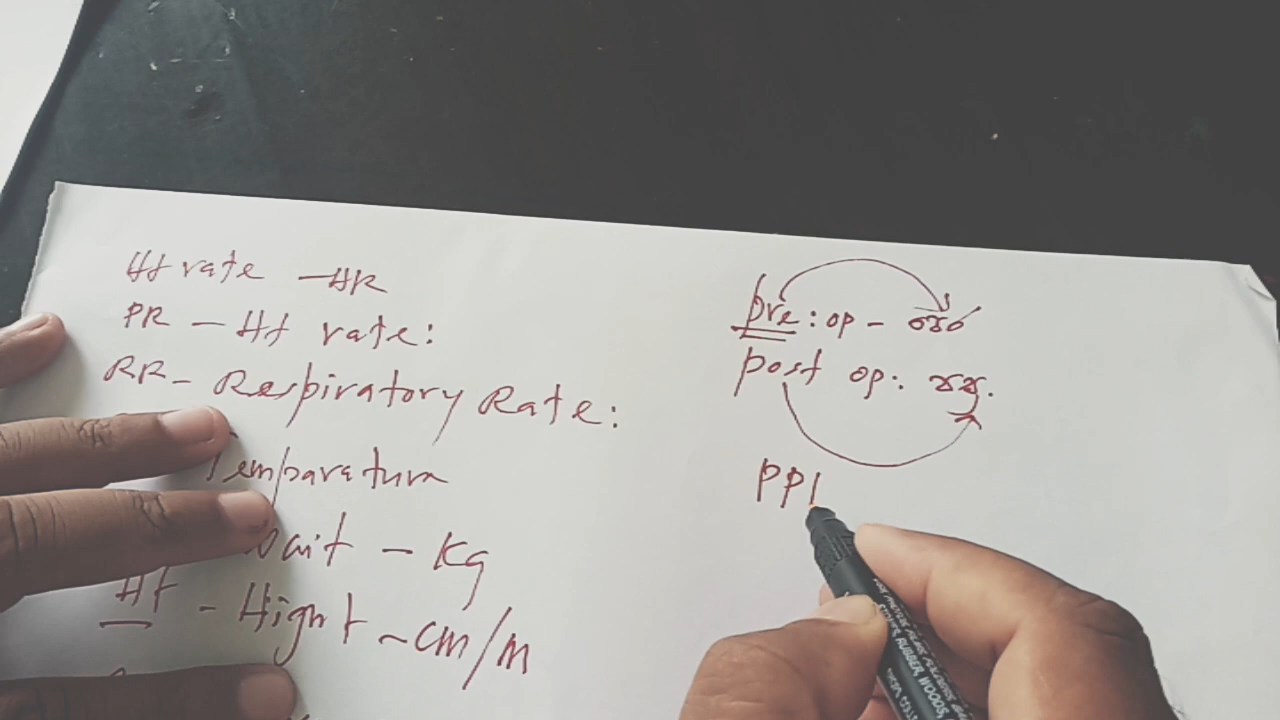 Ht rate - HR
PR - Ht rate:
RR - Respiratory Rate:
Temparatura
Wait - Kg
Ht - Hight ~ cm/m
pre: op -
post op:
PPI